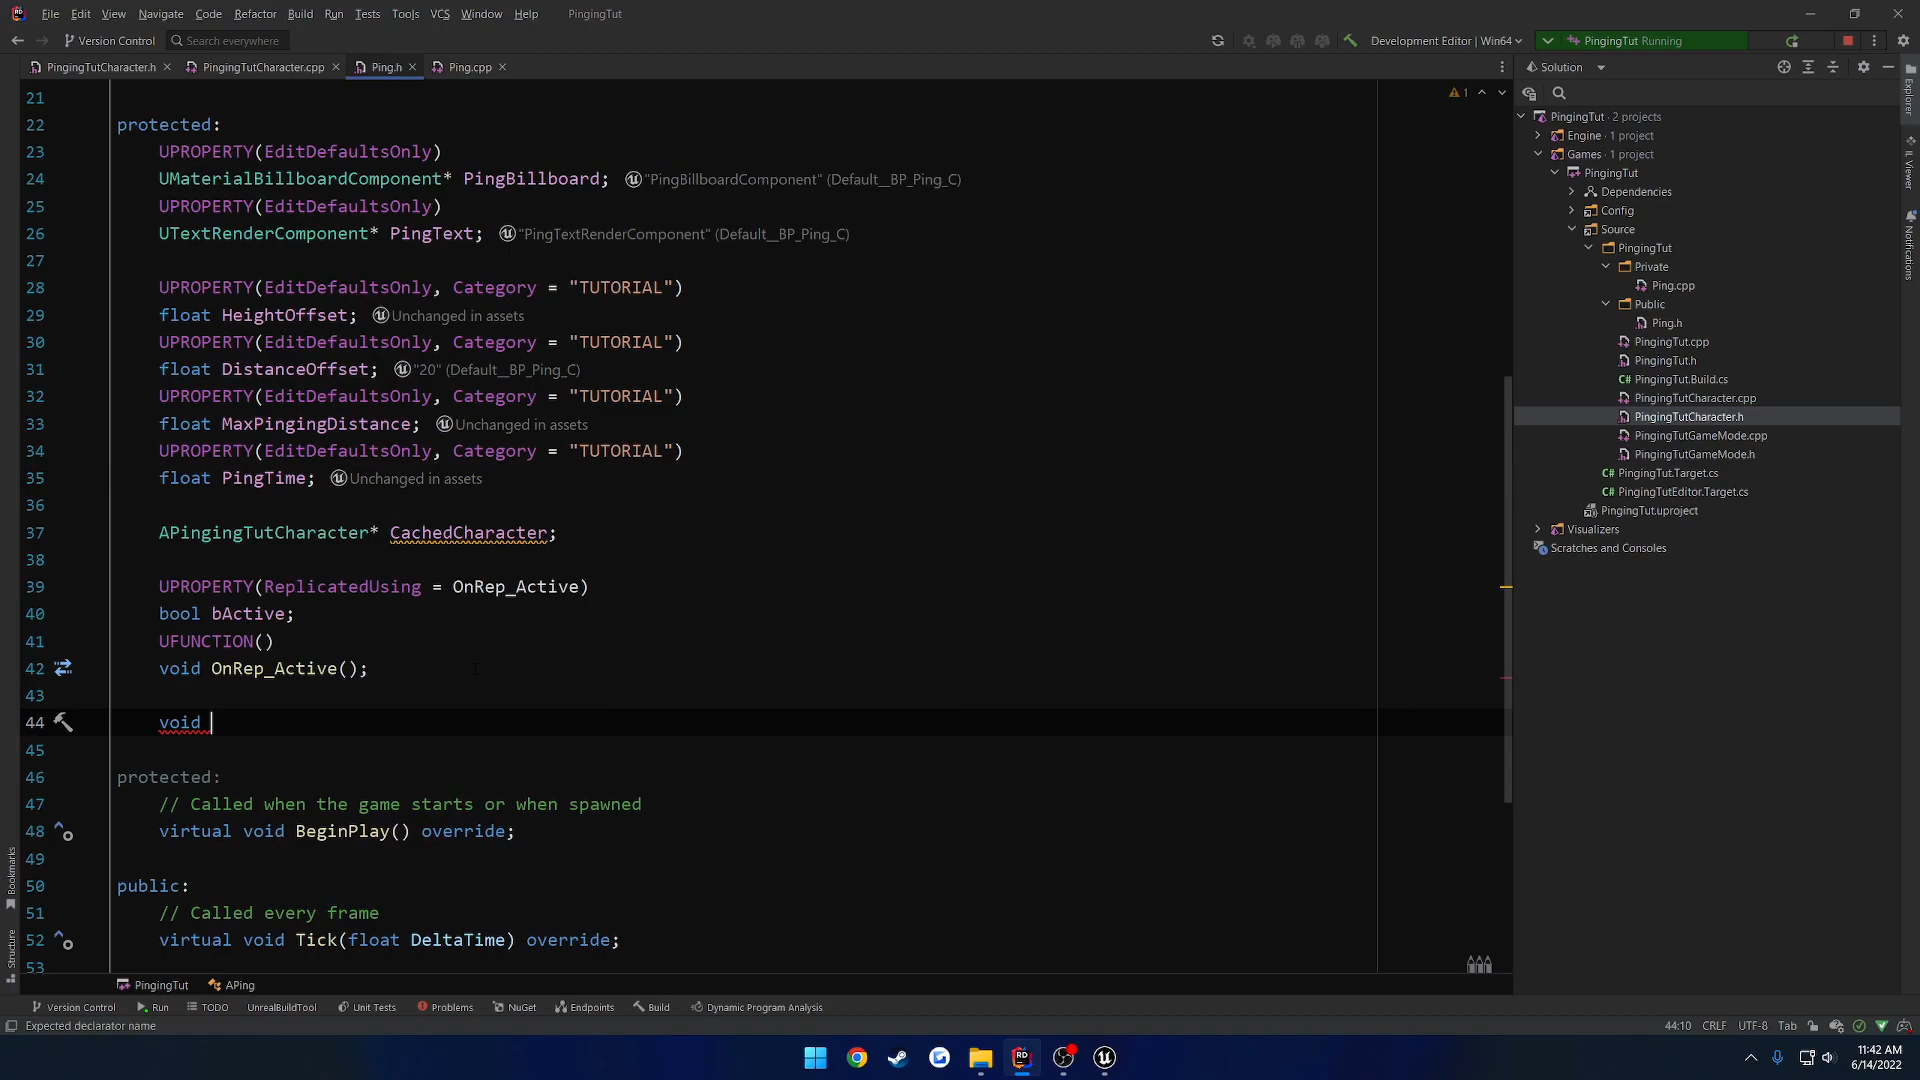 File Edit View Navigate Code Refactor Build Run Tests Tools VCS Window Help PingingTut
Version Control Search everywhere Development Editor | Win64 PingingTut Running
PingingTutCharacter.h PingingTutCharacter.cpp Ping.h Ping.cpp Solution
21
22 protected:
23 UPROPERTY(EditDefaultsOnly)
24 UMaterialBillboardComponent* PingBillboard; "PingBillboardComponent" (Default__BP_Ping_C)
25 UPROPERTY(EditDefaultsOnly)
26 UTextRenderComponent* PingText; "PingTextRenderComponent" (Default__BP_Ping_C)
27
28 UPROPERTY(EditDefaultsOnly, Category = "TUTORIAL")
29 float HeightOffset; Unchanged in assets
30 UPROPERTY(EditDefaultsOnly, Category = "TUTORIAL")
31 float DistanceOffset; "20" (Default__BP_Ping_C)
32 UPROPERTY(EditDefaultsOnly, Category = "TUTORIAL")
33 float MaxPingingDistance; Unchanged in assets
34 UPROPERTY(EditDefaultsOnly, Category = "TUTORIAL")
35 float PingTime; Unchanged in assets
36
37 APingingTutCharacter* CachedCharacter;
38
39 UPROPERTY(ReplicatedUsing = OnRep_Active)
40 bool bActive;
41 UFUNCTION()
42 void OnRep_Active();
43
44 void
45
46 protected:
47 // Called when the game starts or when spawned
48 virtual void BeginPlay() override;
49
50 public:
51 // Called every frame
52 virtual void Tick(float DeltaTime) override;
53
1
PingingTut · 2 projects
Engine · 1 project
Games · 1 project
PingingTut
Dependencies
Config
Source
PingingTut
Private
Ping.cpp
Public
Ping.h
PingingTut.cpp
PingingTut.h
C# PingingTut.Build.cs
PingingTutCharacter.cpp
PingingTutCharacter.h
PingingTutGameMode.cpp
PingingTutGameMode.h
C# PingingTut.Target.cs
C# PingingTutEditor.Target.cs
PingingTut.uproject
Visualizers
Scratches and Consoles
Explorer
IL Viewer
Notifications
Bookmarks
Structure
PingingTut APing
Version Control Run TODO UnrealBuildTool Unit Tests Problems NuGet Endpoints Build Dynamic Program Analysis
Expected declarator name 44:10 CRLF UTF-8 Tab
11:42 AM
6/14/2022